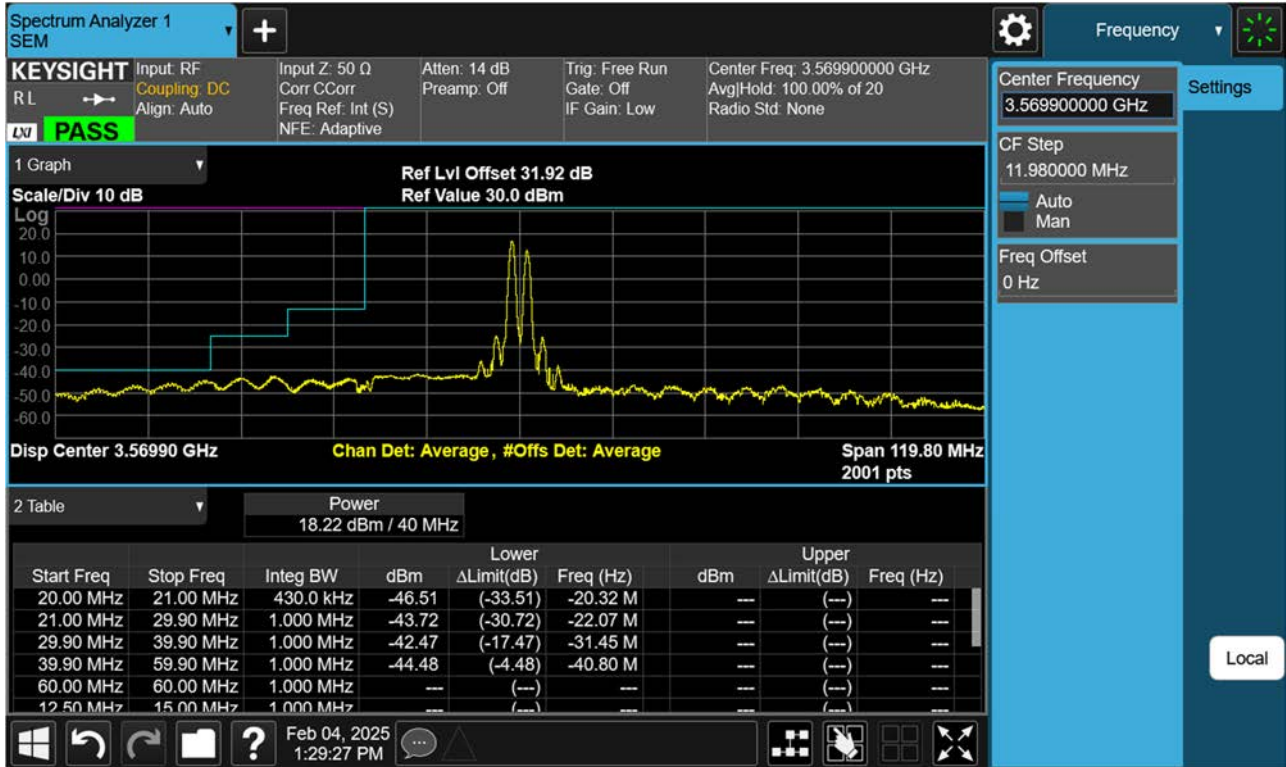 Spectrum Analyzer 1
SEM
+
Frequency
KEYSIGHT
RL
LXI
PASS
Input: RF
Coupling: DC
Align: Auto
Input Z: 50 Ω
Corr CCorr
Freq Ref: Int (S)
NFE: Adaptive
Atten: 14 dB
Preamp: Off
Trig: Free Run
Gate: Off
IF Gain: Low
Center Freq: 3.569900000 GHz
Avg|Hold: 100.00% of 20
Radio Std: None
Center Frequency
3.569900000 GHz
Settings
CF Step
11.980000 MHz
Auto
Man
Freq Offset
0 Hz
1 Graph
Ref Lvl Offset 31.92 dB
Scale/Div 10 dB
Ref Value 30.0 dBm
Log
20.0
10.0
0.00
-10.0
-20.0
-30.0
-40.0
-50.0
-60.0
Disp Center 3.56990 GHz
Chan Det: Average, #Offs Det: Average
Span 119.80 MHz
2001 pts
2 Table
Power
18.22 dBm / 40 MHz
Lower Upper
Start Freq Stop Freq Integ BW dBm ΔLimit(dB) Freq (Hz) dBm ΔLimit(dB) Freq (Hz)
20.00 MHz 21.00 MHz 430.0 kHz -46.51 (-33.51) -20.32 M --- (---) ---
21.00 MHz 29.90 MHz 1.000 MHz -43.72 (-30.72) -22.07 M --- (---) ---
29.90 MHz 39.90 MHz 1.000 MHz -42.47 (-17.47) -31.45 M --- (---) ---
39.90 MHz 59.90 MHz 1.000 MHz -44.48 (-4.48) -40.80 M --- (---) ---
60.00 MHz 60.00 MHz 1.000 MHz --- (---) --- --- (---) ---
12.50 MHz 15.00 MHz 1.000 MHz --- (---) --- --- (---) ---
Local
?
Feb 04, 2025
1:29:27 PM